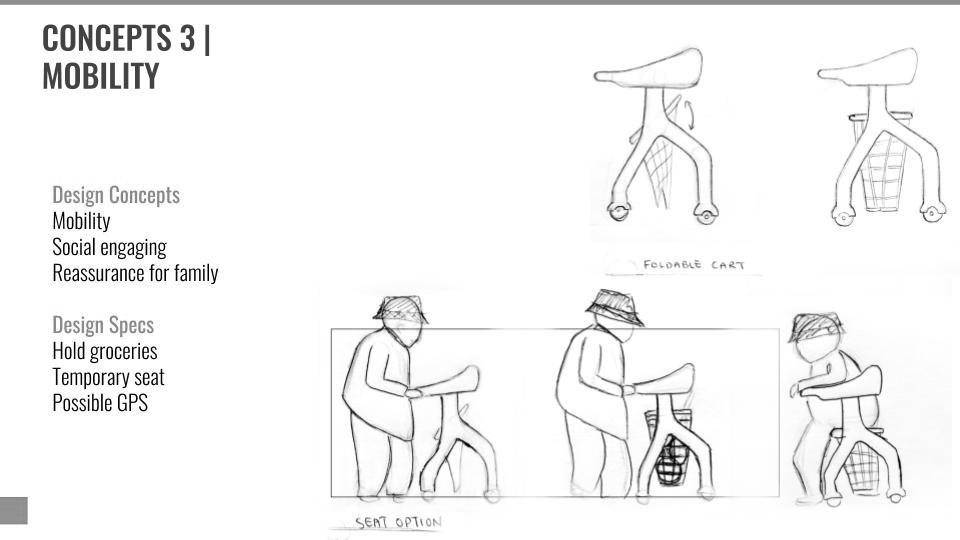 CONCEPTS 3 |
MOBILITY
Design Concepts
Mobility
Social engaging
Reassurance for family
Design Specs
Hold groceries
Temporary seat
Possible GPS
FOLDABLE CART
SEAT OPTION